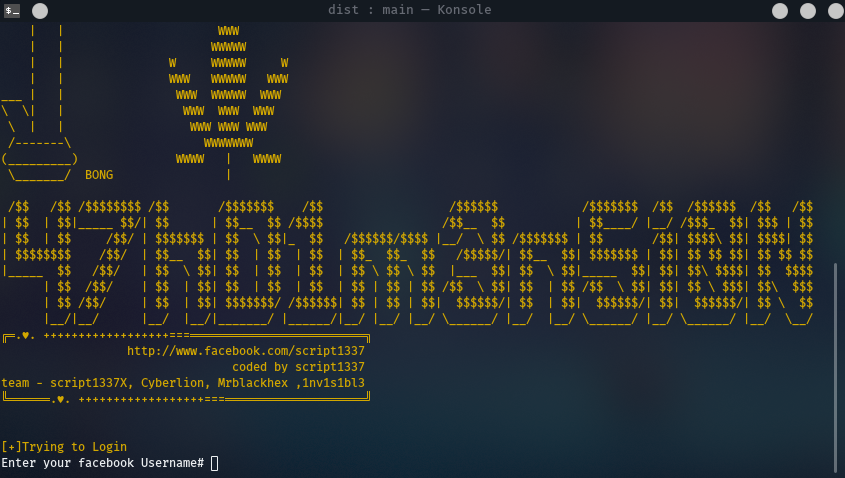 dist : main — Konsole
BONG
http://www.facebook.com/script1337
coded by script1337
team - script1337X, Cyberlion, Mrblackhex ,1nv1s1bl3
[+]Trying to Login
Enter your facebook Username#